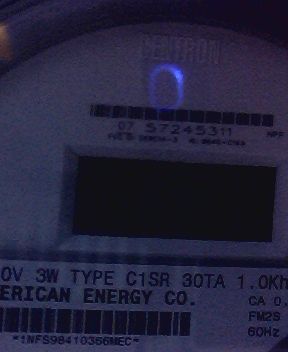 CENTRON
07 57245311
0V 3W TYPE C1SR 30TA 1.0Kh
ERICAN ENERGY CO.
CA 0.
FM2S
60Hz
*1NFS98410366MEC*